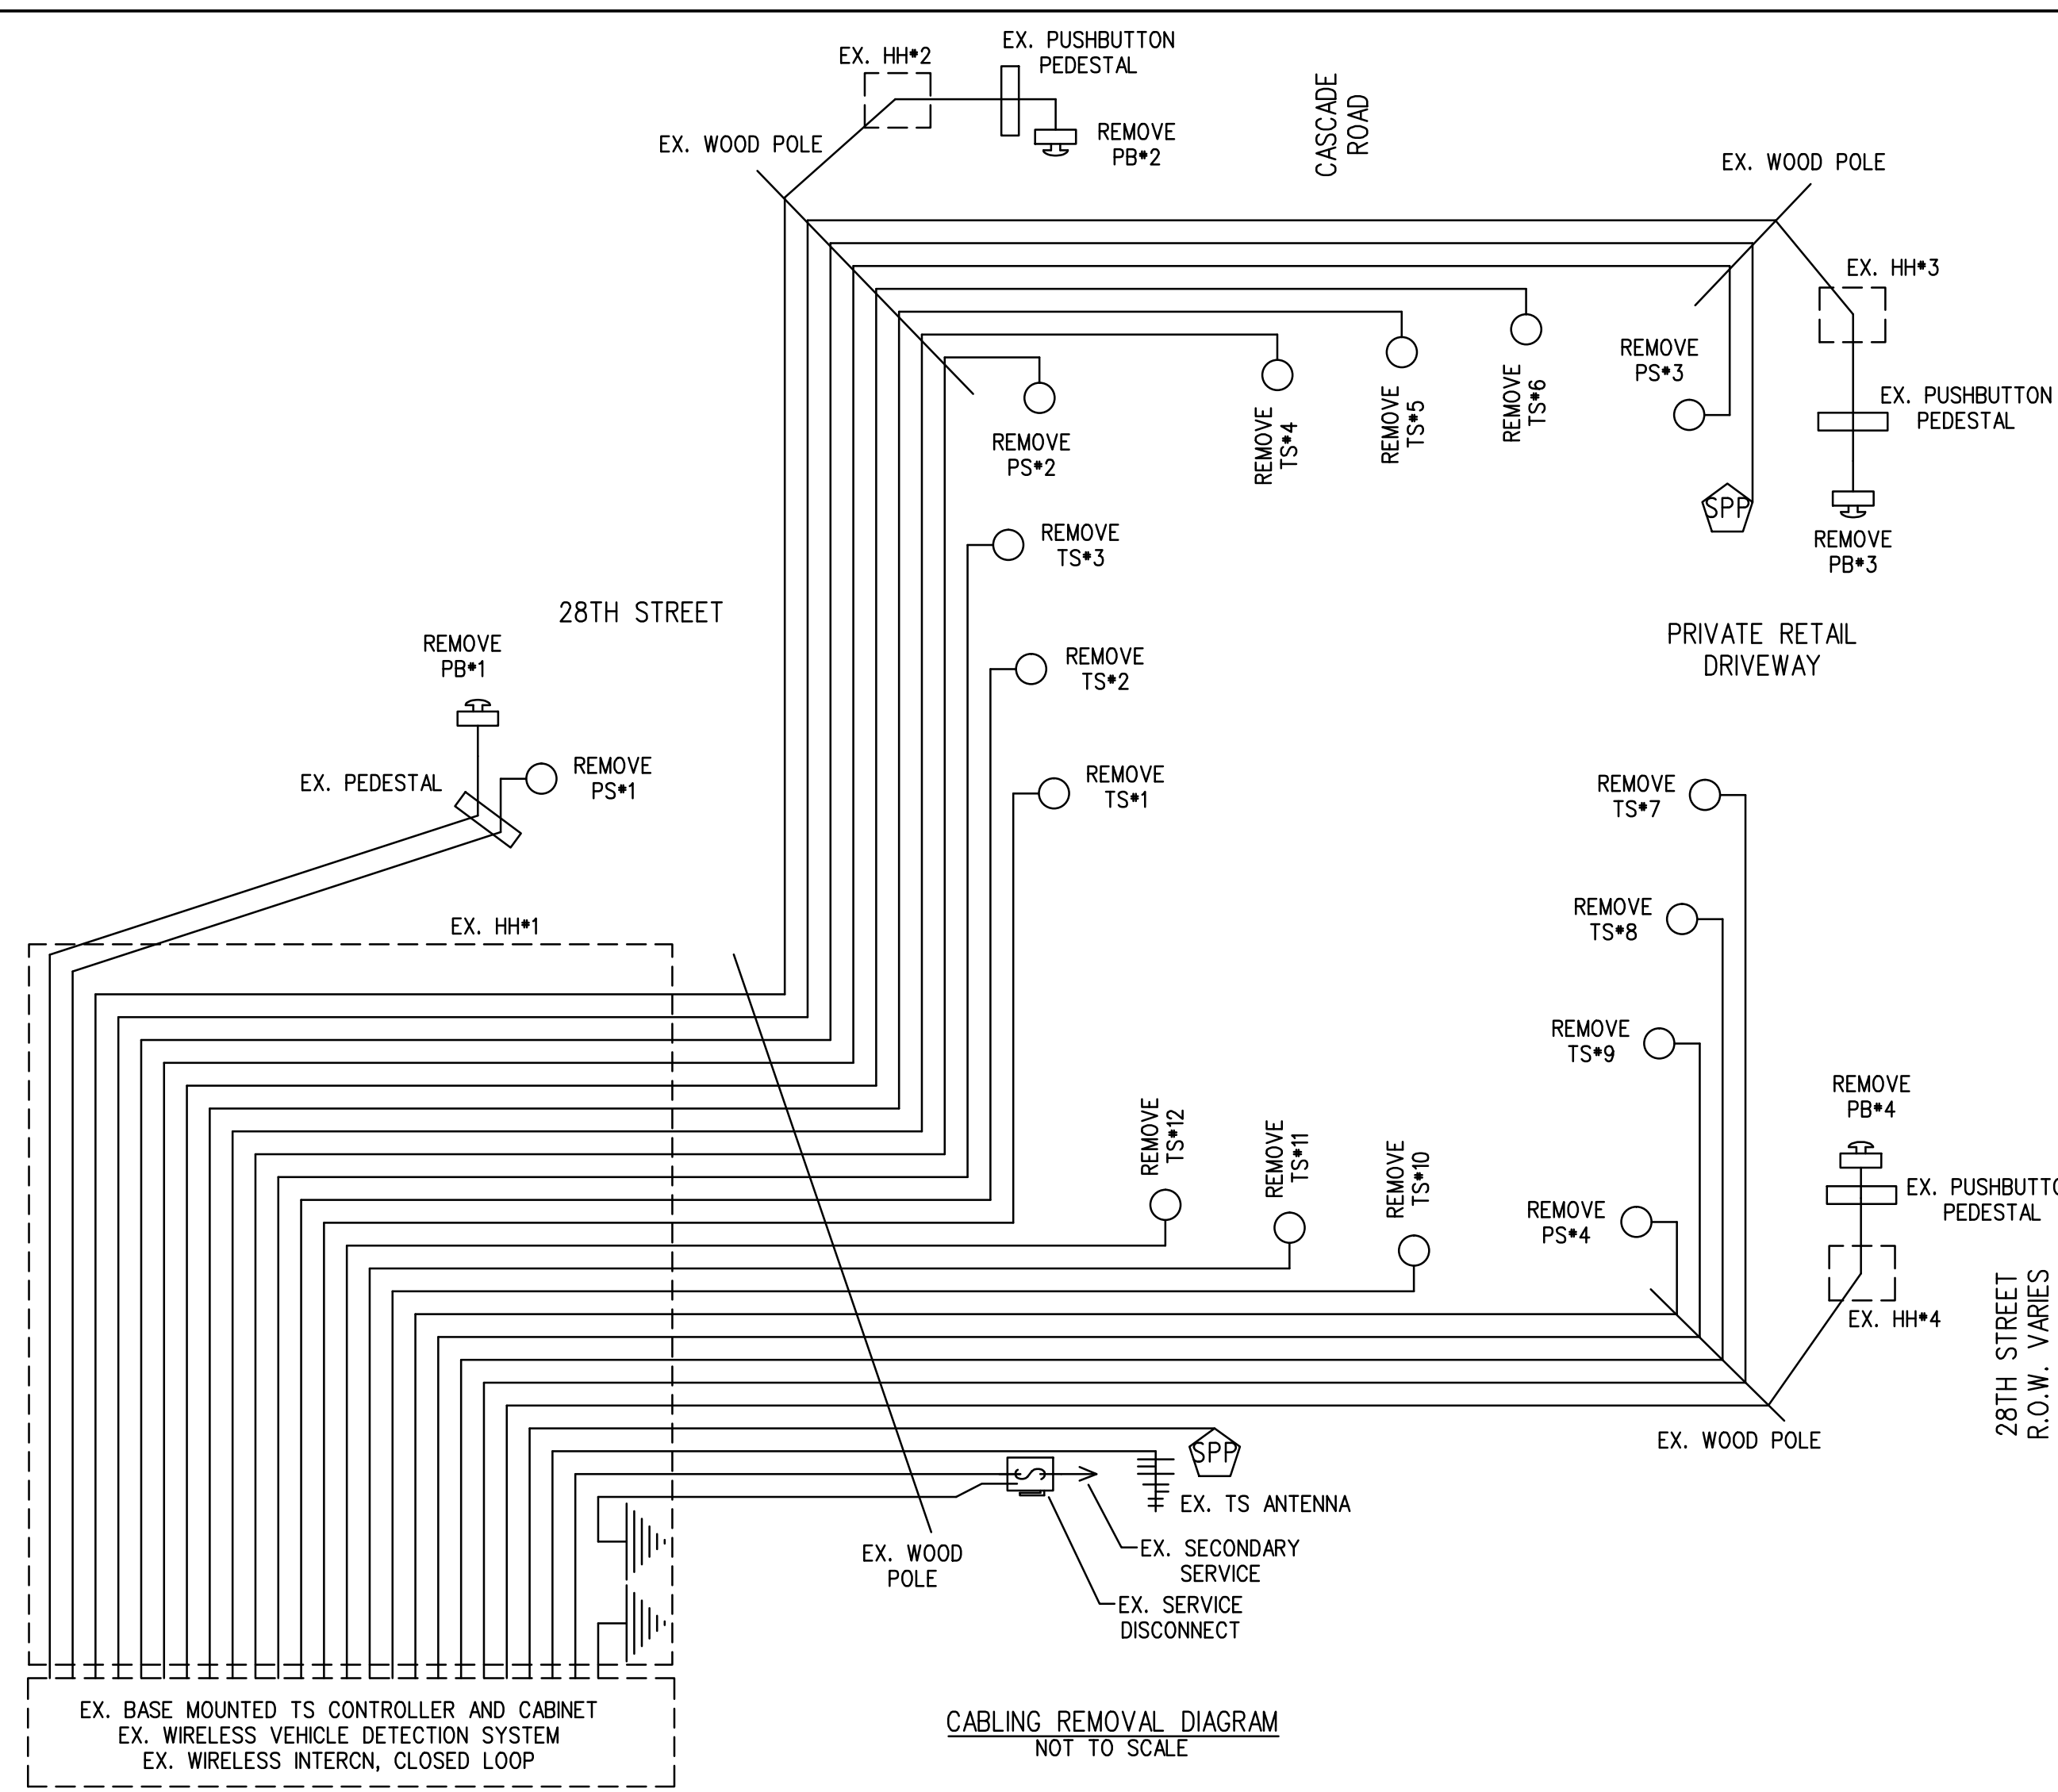 EX. HH#2
EX. PUSHBUTTON
PEDESTAL
CASCADE
ROAD
EX. WOOD POLE
REMOVE
PB#2
EX. WOOD POLE
EX. HH#3
REMOVE
PS#3
EX. PUSHBUTTON
PEDESTAL
REMOVE
PS#2
REMOVE
TS#4
REMOVE
TS#5
REMOVE
TS#6
SPP
REMOVE
PB#3
REMOVE
TS#3
28TH STREET
PRIVATE RETAIL
DRIVEWAY
REMOVE
PB#1
REMOVE
TS#2
EX. PEDESTAL
REMOVE
PS#1
REMOVE
TS#1
REMOVE
TS#7
EX. HH#1
REMOVE
TS#8
REMOVE
TS#9
REMOVE
PB#4
REMOVE
TS#12
REMOVE
TS#11
REMOVE
TS#10
REMOVE
PS#4
EX. PUSHBUTTO
PEDESTAL
EX. HH#4
28TH STREET
R.O.W. VARIES
EX. WOOD POLE
SPP
EX. TS ANTENNA
EX. WOOD
POLE
EX. SECONDARY
SERVICE
EX. SERVICE
DISCONNECT
EX. BASE MOUNTED TS CONTROLLER AND CABINET
EX. WIRELESS VEHICLE DETECTION SYSTEM
EX. WIRELESS INTERCN, CLOSED LOOP
CABLING REMOVAL DIAGRAM
NOT TO SCALE